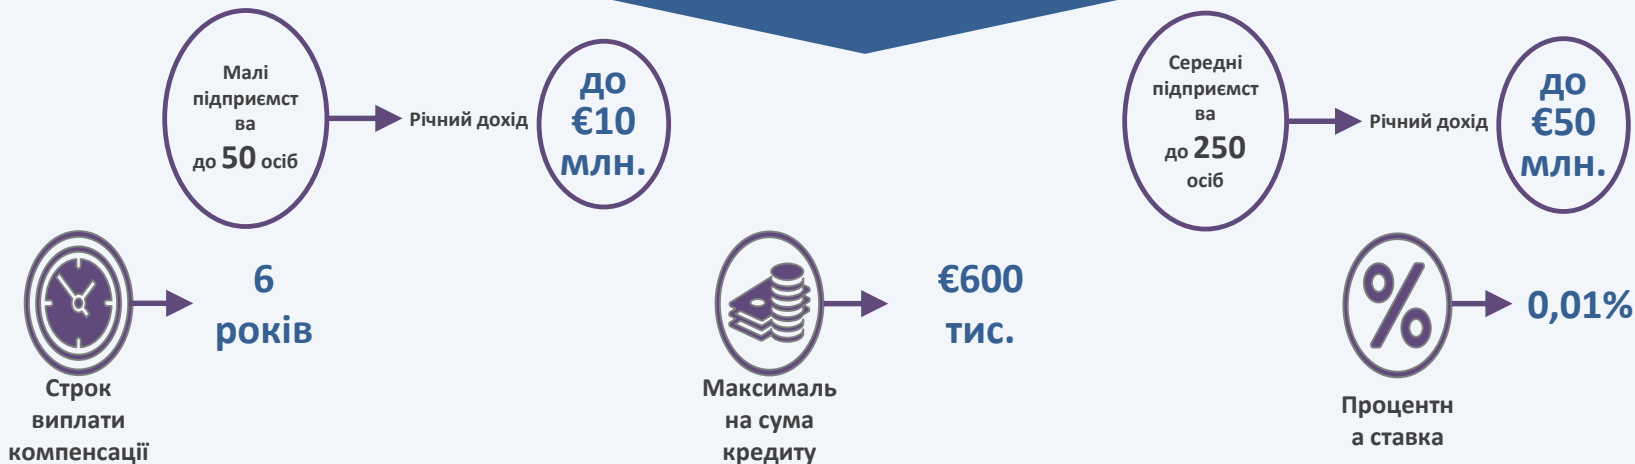 Малі
підприємст
ва
до 50 осіб
Річний дохід
до
€10
млн.
Середні
підприємст
ва
до 250
осіб
Річний дохід
до
€50
млн.
6
років
Строк
виплати
компенсації
€600
тис.
Максималь
на сума
кредиту
0,01%
Процентн
а ставка